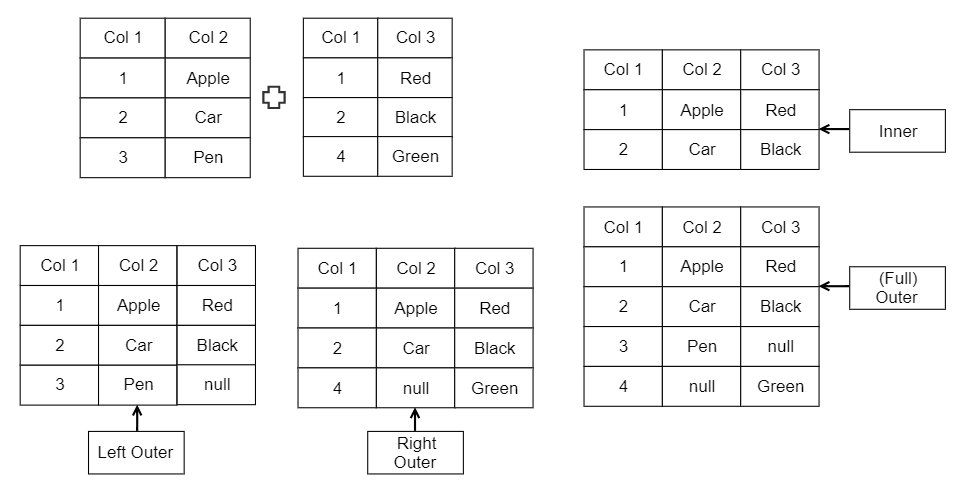 Col 1 Col 2
1 Apple
2 Car
3 Pen
Col 1 Col 3
1 Red
2 Black
4 Green
Col 1 Col 2 Col 3
1 Apple Red
2 Car Black
Inner
Col 1 Col 2 Col 3
1 Apple Red
2 Car Black
3 Pen null
Left Outer
Col 1 Col 2 Col 3
1 Apple Red
2 Car Black
4 null Green
Right
Outer
Col 1 Col 2 Col 3
1 Apple Red
2 Car Black
3 Pen null
4 null Green
(Full)
Outer